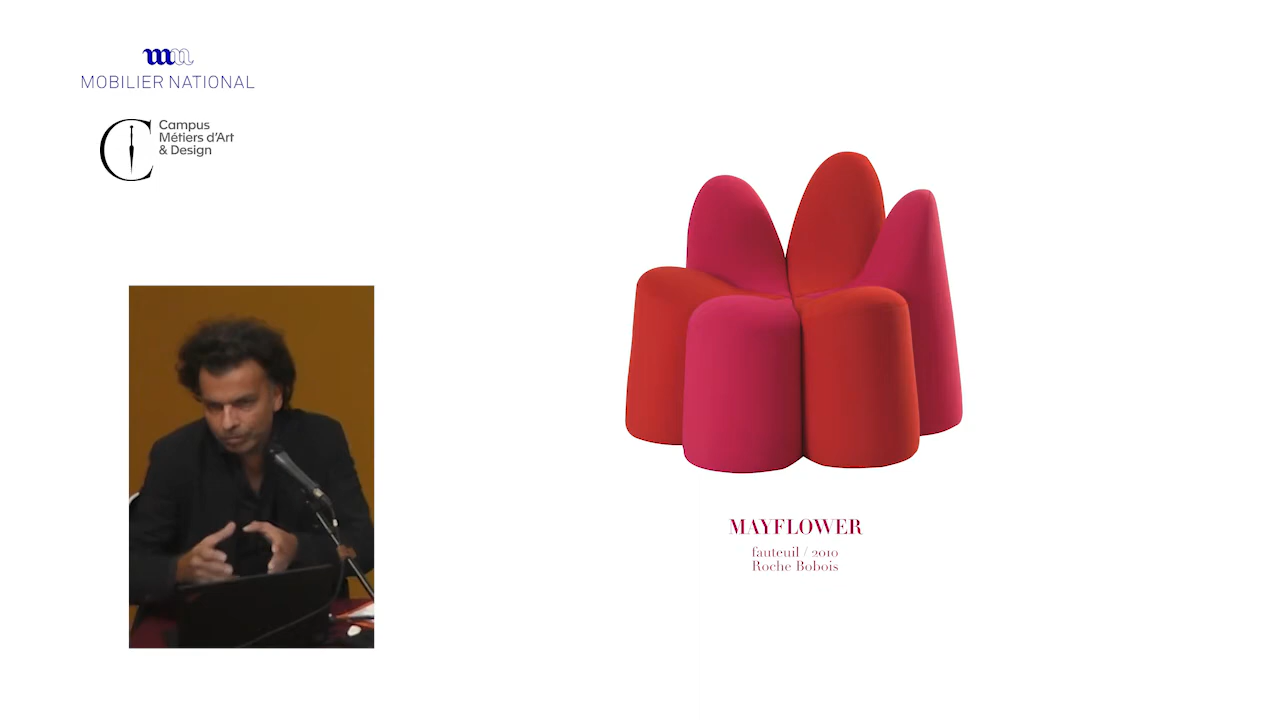 MOBILIER NATIONAL
Campus
Métiers d'Art
& Design
MAYFLOWER
fauteuil / 2010
Roche Bobois